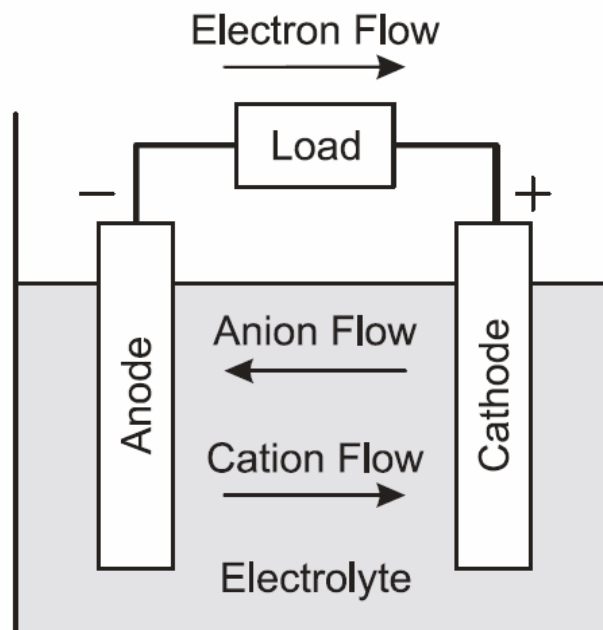 Electron Flow
Load
− +
Anode
Anion Flow
Cathode
Cation Flow
Electrolyte